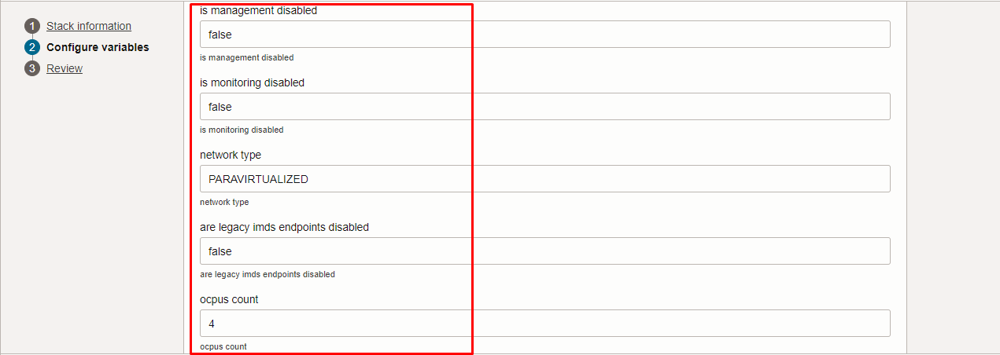 1 Stack information
2 Configure variables
3 Review
is management disabled
false
is management disabled
is monitoring disabled
false
is monitoring disabled
network type
PARAVIRTUALIZED
network type
are legacy imds endpoints disabled
false
are legacy imds endpoints disabled
ocpus count
4
ocpus count